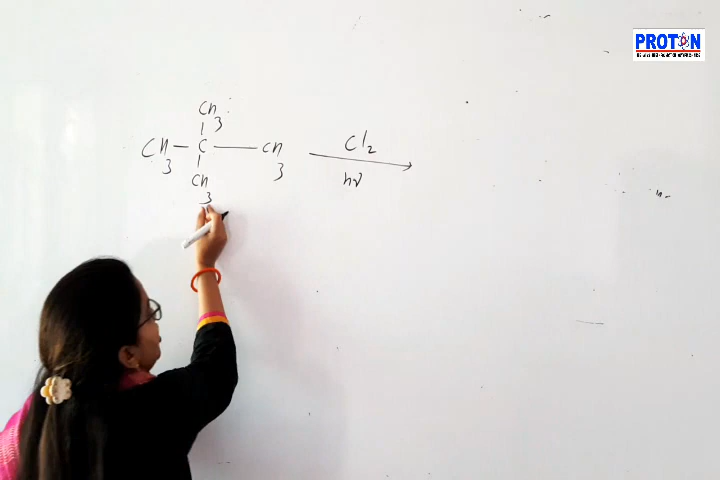 PROTON
CH3
CH3 - C - CH3
CH3
Cl2
hν